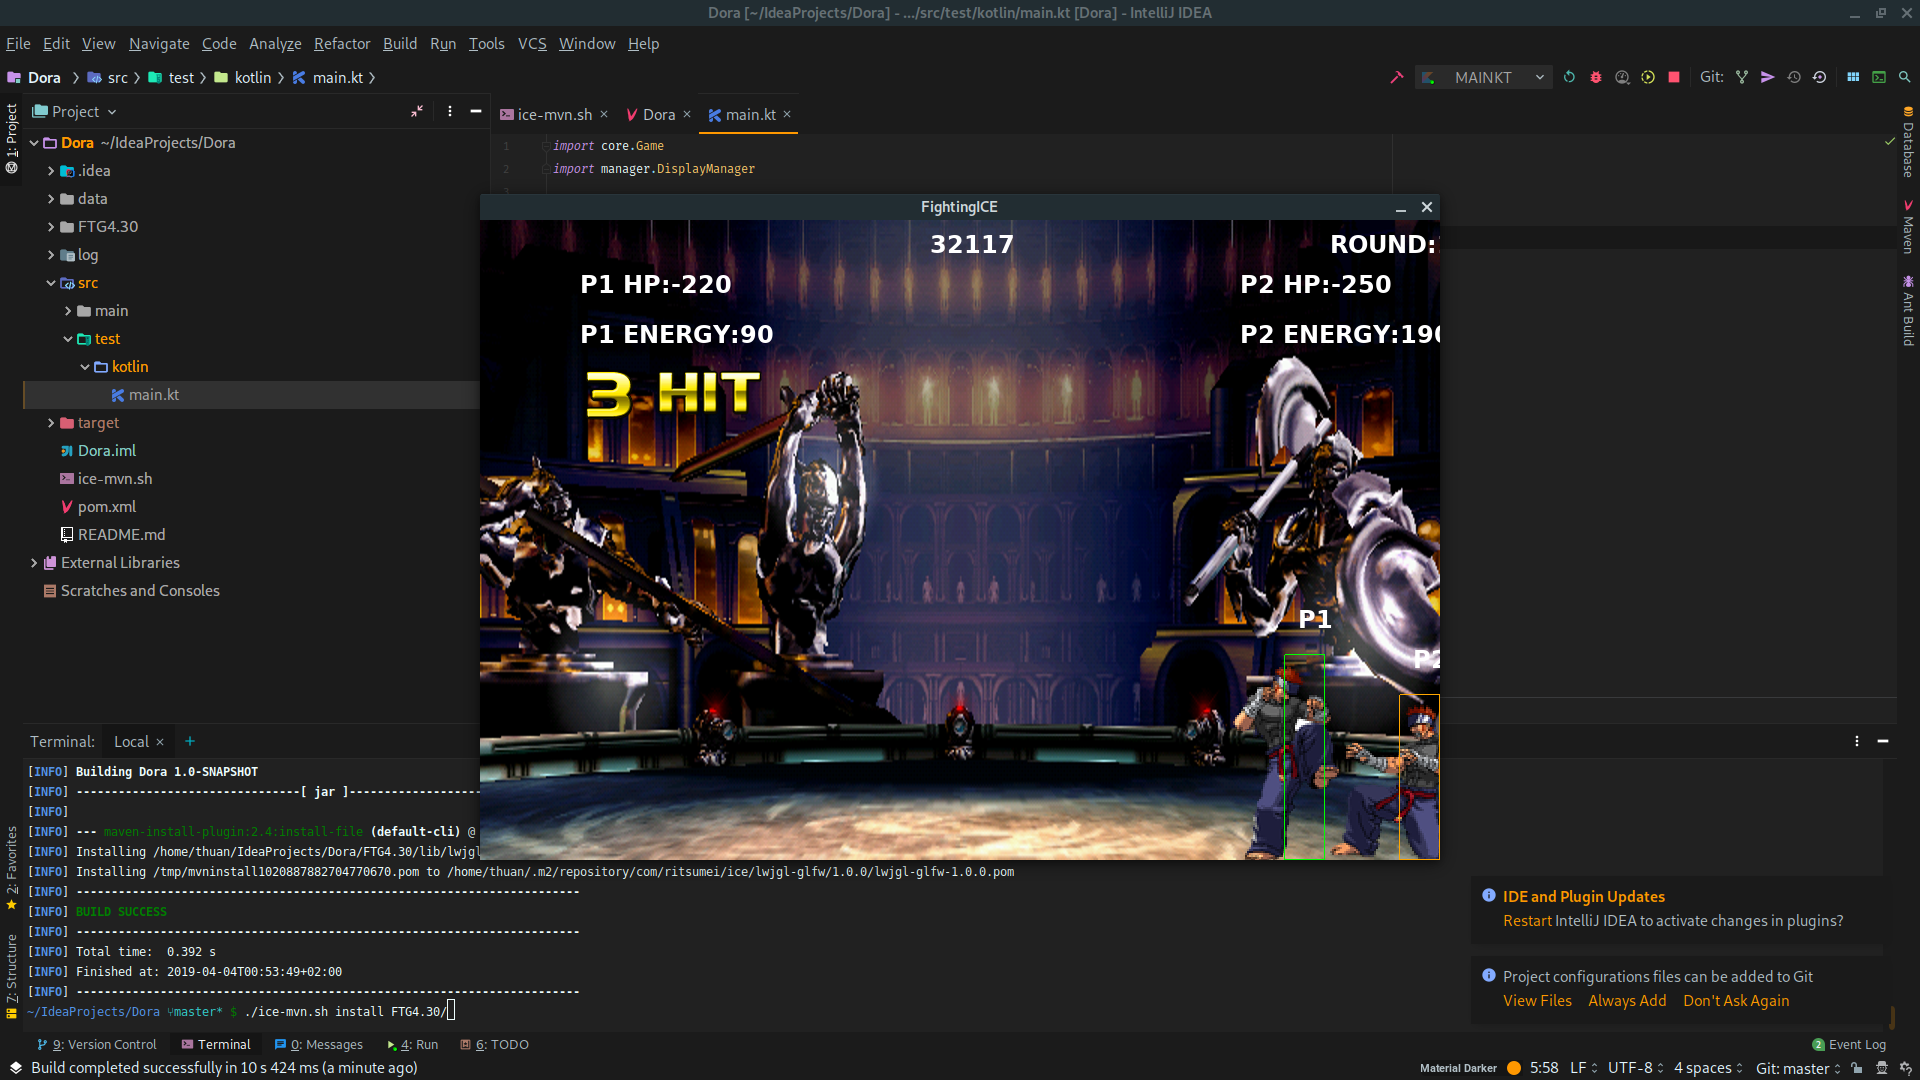 Dora [~/IdeaProjects/Dora] - .../src/test/kotlin/main.kt [Dora] - IntelliJ IDEA
File Edit View Navigate Code Analyze Refactor Build Run Tools VCS Window Help
Dora src test kotlin main.kt MAINKT Git:
1: Project
Project
Dora ~/IdeaProjects/Dora
.idea
data
FTG4.30
log
src
main
test
kotlin
main.kt
target
Dora.iml
ice-mvn.sh
pom.xml
README.md
External Libraries
Scratches and Consoles
ice-mvn.sh Dora main.kt
1 import core.Game
2 import manager.DisplayManager
3
FightingICE
32117 ROUND:
P1 HP:-220 P2 HP:-250
P1 ENERGY:90 P2 ENERGY:190
3 HIT
P1
P2
Database
Maven
Ant Build
2: Favorites
7: Structure
Terminal: Local +
[INFO] Building Dora 1.0-SNAPSHOT
[INFO] --------------------------------[ jar ]-------------------
[INFO]
[INFO] --- maven-install-plugin:2.4:install-file (default-cli) @
[INFO] Installing /home/thuan/IdeaProjects/Dora/FTG4.30/lib/lwjgl
[INFO] Installing /tmp/mvninstall1020887882704770670.pom to /home/thuan/.m2/repository/com/ritsumei/ice/lwjgl-glfw/1.0.0/lwjgl-glfw-1.0.0.pom
[INFO] ------------------------------------------------------------------------
[INFO] BUILD SUCCESS
[INFO] ------------------------------------------------------------------------
[INFO] Total time:  0.392 s
[INFO] Finished at: 2019-04-04T00:53:49+02:00
[INFO] ------------------------------------------------------------------------
~/IdeaProjects/Dora master* $ ./ice-mvn.sh install FTG4.30/
IDE and Plugin Updates
Restart IntelliJ IDEA to activate changes in plugins?
Project configurations files can be added to Git
View Files Always Add Don't Ask Again
9: Version Control Terminal 0: Messages 4: Run 6: TODO 2 Event Log
Build completed successfully in 10 s 424 ms (a minute ago) Material Darker 5:58 LF UTF-8 4 spaces Git: master